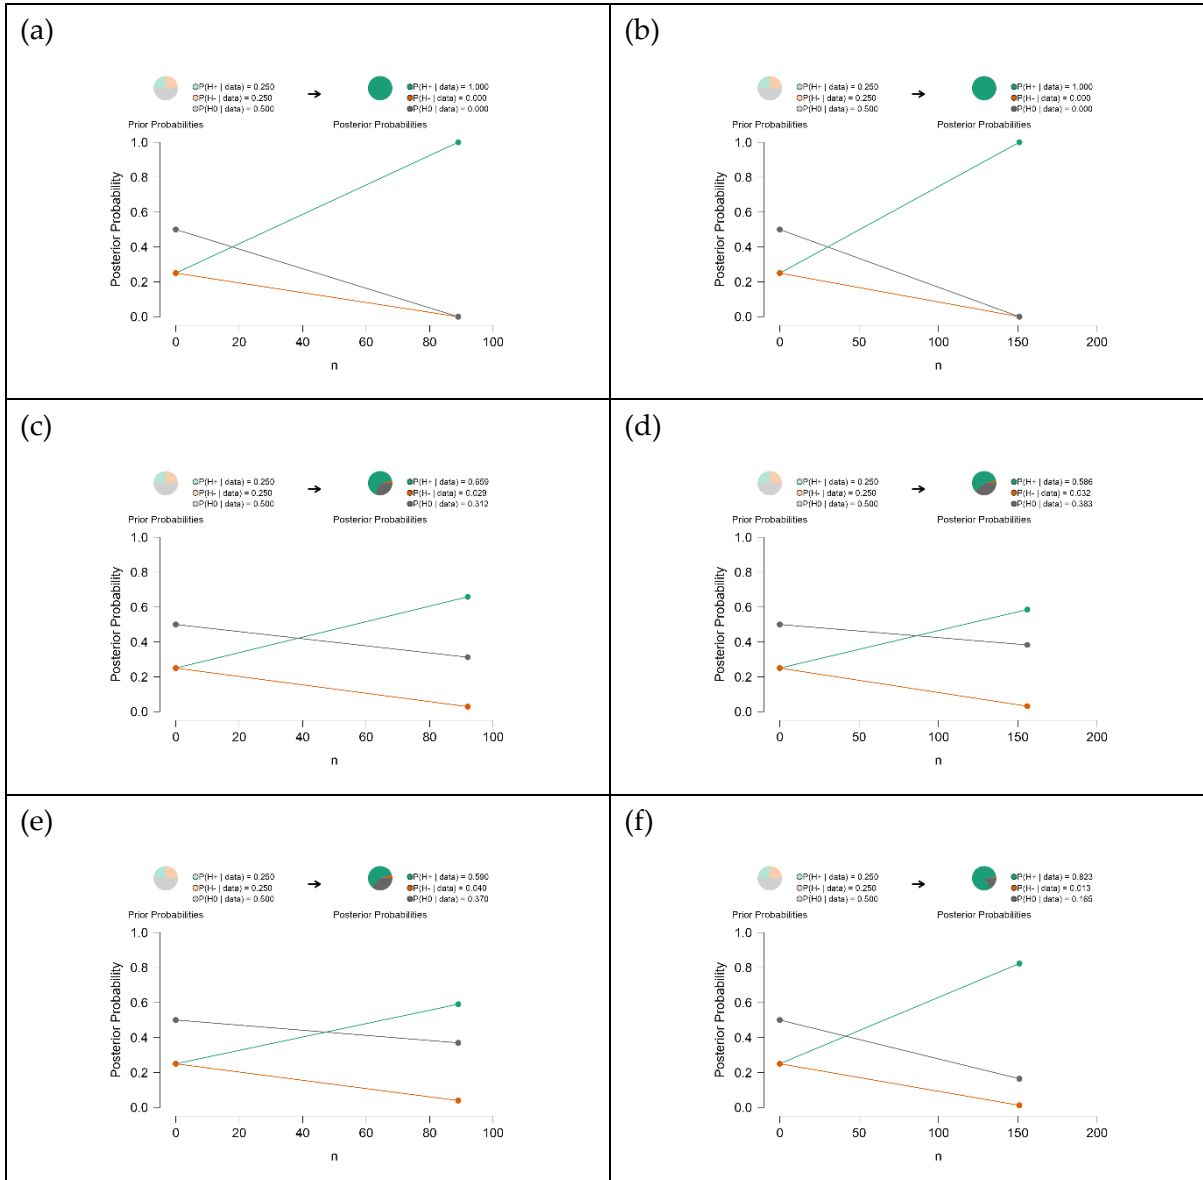 (a)
P(H+ | data) = 0.250
P(H- | data) = 0.250
P(H0 | data) = 0.500
Prior Probabilities
→
P(H+ | data) = 1.000
P(H- | data) = 0.000
P(H0 | data) = 0.000
Posterior Probabilities
Posterior Probability
1.0
0.8
0.6
0.4
0.2
0.0
0 20 40 60 80 100
n
(b)
P(H+ | data) = 0.250
P(H- | data) = 0.250
P(H0 | data) = 0.500
Prior Probabilities
→
P(H+ | data) = 1.000
P(H- | data) = 0.000
P(H0 | data) = 0.000
Posterior Probabilities
Posterior Probability
1.0
0.8
0.6
0.4
0.2
0.0
0 50 100 150 200
n
(c)
P(H+ | data) = 0.250
P(H- | data) = 0.250
P(H0 | data) = 0.500
Prior Probabilities
→
P(H+ | data) = 0.659
P(H- | data) = 0.029
P(H0 | data) = 0.312
Posterior Probabilities
Posterior Probability
1.0
0.8
0.6
0.4
0.2
0.0
0 20 40 60 80 100
n
(d)
P(H+ | data) = 0.250
P(H- | data) = 0.250
P(H0 | data) = 0.500
Prior Probabilities
→
P(H+ | data) = 0.586
P(H- | data) = 0.032
P(H0 | data) = 0.383
Posterior Probabilities
Posterior Probability
1.0
0.8
0.6
0.4
0.2
0.0
0 50 100 150 200
n
(e)
P(H+ | data) = 0.250
P(H- | data) = 0.250
P(H0 | data) = 0.500
Prior Probabilities
→
P(H+ | data) = 0.590
P(H- | data) = 0.040
P(H0 | data) = 0.370
Posterior Probabilities
Posterior Probability
1.0
0.8
0.6
0.4
0.2
0.0
0 20 40 60 80 100
n
(f)
P(H+ | data) = 0.250
P(H- | data) = 0.250
P(H0 | data) = 0.500
Prior Probabilities
→
P(H+ | data) = 0.823
P(H- | data) = 0.013
P(H0 | data) = 0.165
Posterior Probabilities
Posterior Probability
1.0
0.8
0.6
0.4
0.2
0.0
0 50 100 150 200
n